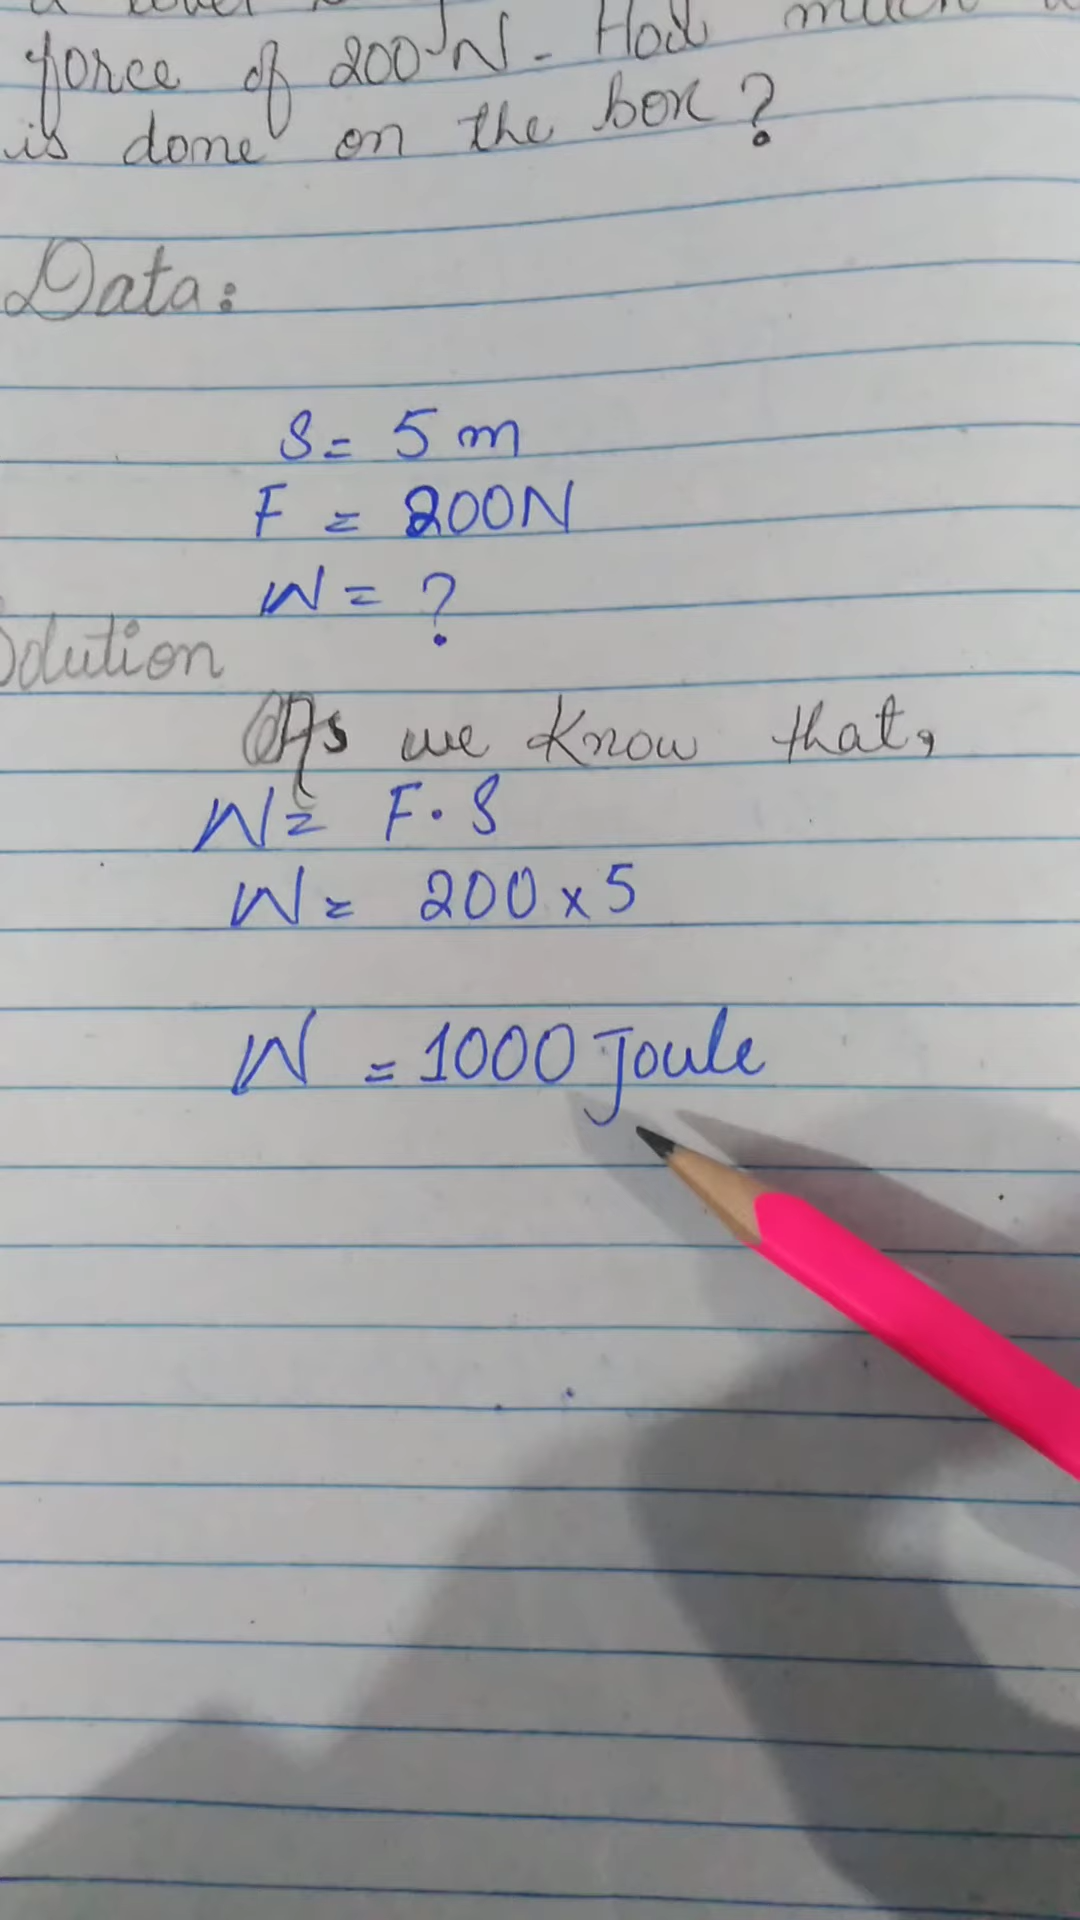 force of 200 N. How much
is done on the box?
Data:
S = 5 m
F = 200N
W = ?
Solution
As we know that,
W = F . S
W = 200 x 5
W = 1000 Joule